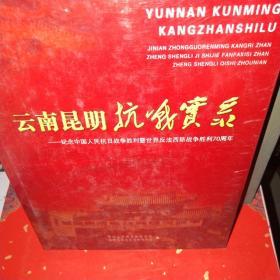 YUNNAN KUNMING
KANGZHANSHILU
JINIAN ZHONGGUORENMING KANGRI ZHAN
ZHENG SHENGLI JI SHIJIE FANFAXISI ZHAN
ZHENG SHENGLI QISHI ZHOUNIAN
云南昆明抗战实录
——纪念中国人民抗日战争胜利暨世界反法西斯战争胜利70周年